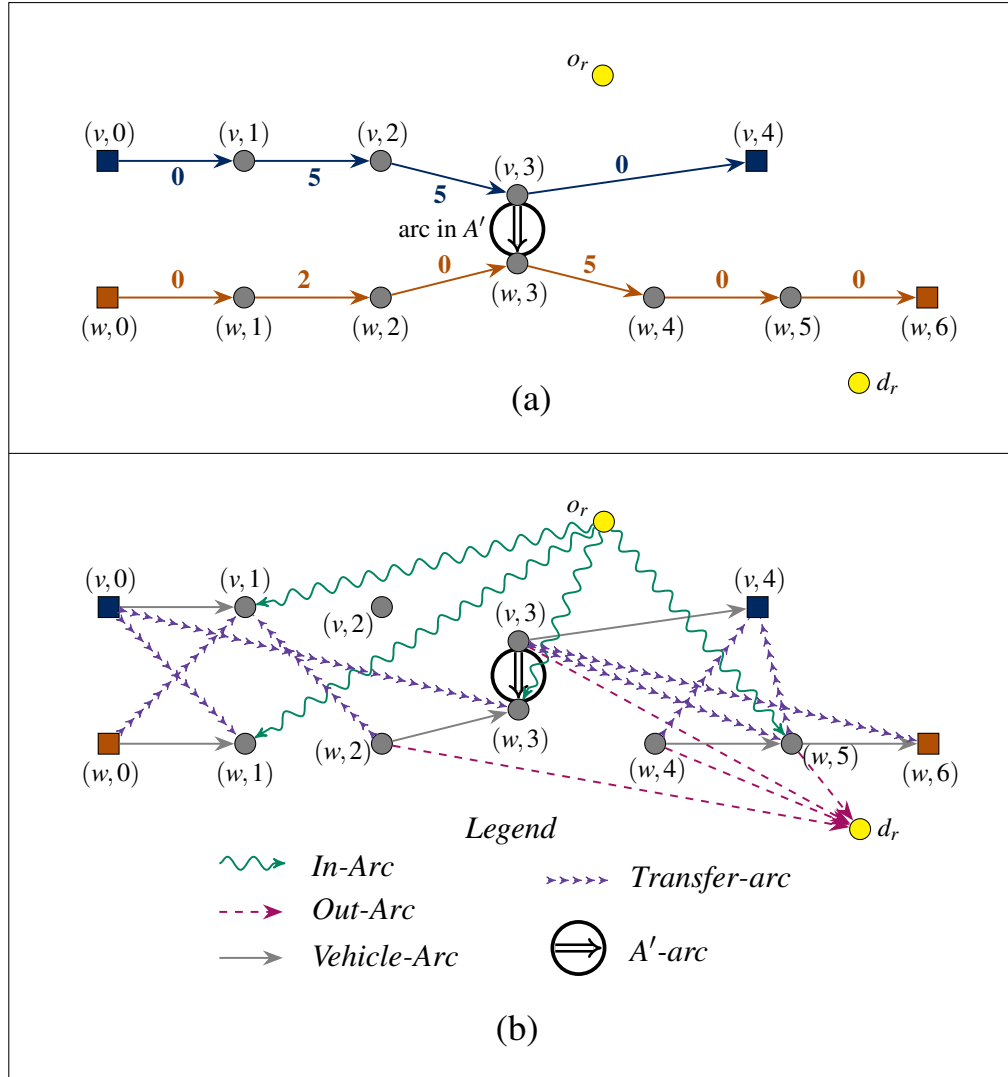 o_r
(v,0) (v,1) (v,2) (v,3) (v,4)
0 5 5 0
arc in A′
0 2 0 5 0 0
(w,0) (w,1) (w,2) (w,3) (w,4) (w,5) (w,6)
d_r
(a)
o_r
(v,0) (v,1) (v,2) (v,3) (v,4)
(w,0) (w,1) (w,2) (w,3) (w,4) (w,5) (w,6)
d_r
Legend
In-Arc Transfer-arc
Out-Arc
Vehicle-Arc A′-arc
(b)